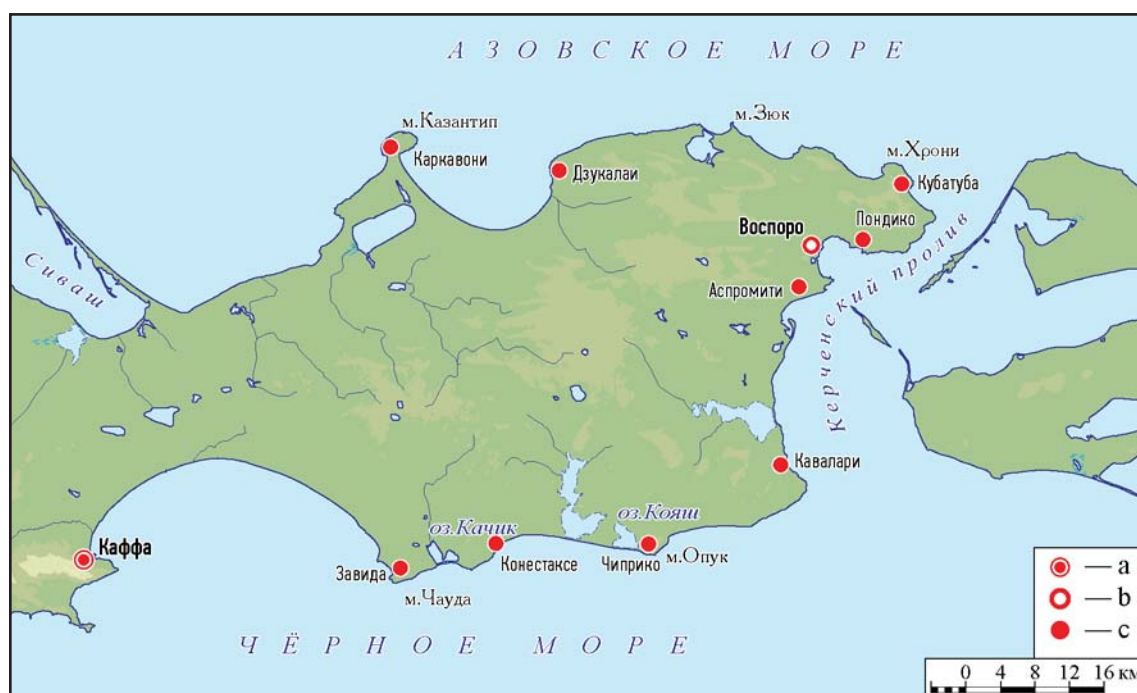 АЗОВСКОЕ МОРЕ
м.Зюк
м.Казантип
Каркавони
м.Хрони
Дзукалаи
Кубатуба
Пондико
Воспоро
Сиваш
Аспромити
Керченский пролив
Кавалари
оз.Качик
оз.Кояш
Каффа
Завида
Конестаксе
Чиприко
м.Опук
м.Чауда
ЧЁРНОЕ МОРЕ
— a
— b
— c
0 4 8 12 16 км